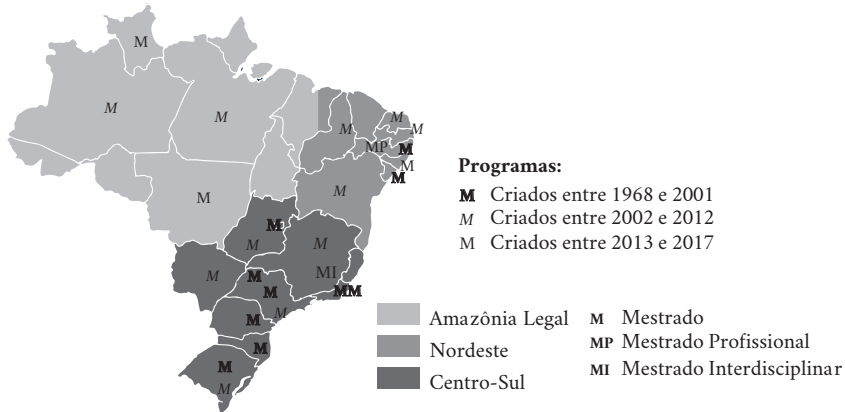 M
M
M
M
M
M
M
MP
M
M
M
M
M
M
M
M
M
MI
M
M
MM
M
M
M
M
M
Programas:
M Criados entre 1968 e 2001
M Criados entre 2002 e 2012
M Criados entre 2013 e 2017
Amazônia Legal
Nordeste
Centro-Sul
M Mestrado
MP Mestrado Profissional
MI Mestrado Interdisciplinar